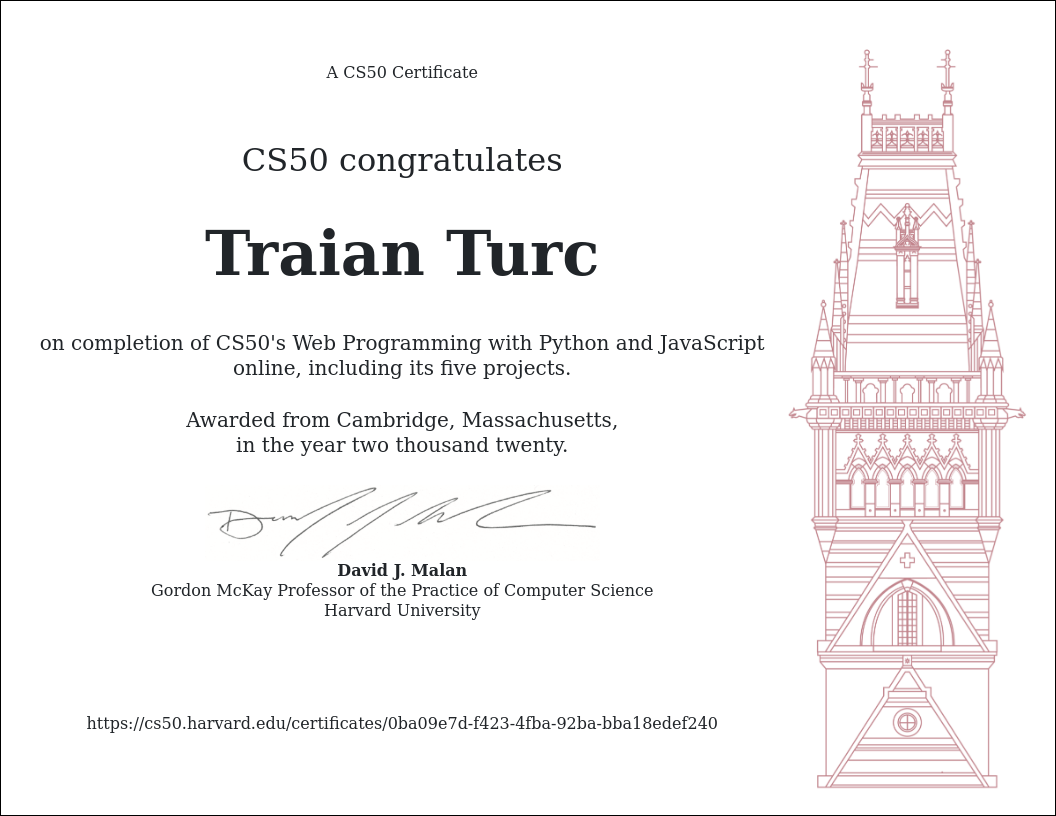 A CS50 Certificate
CS50 congratulates
Traian Turc
on completion of CS50's Web Programming with Python and JavaScript
online, including its five projects.
Awarded from Cambridge, Massachusetts,
in the year two thousand twenty.
David J. Malan
David J. Malan
Gordon McKay Professor of the Practice of Computer Science
Harvard University
https://cs50.harvard.edu/certificates/0ba09e7d-f423-4fba-92ba-bba18edef240